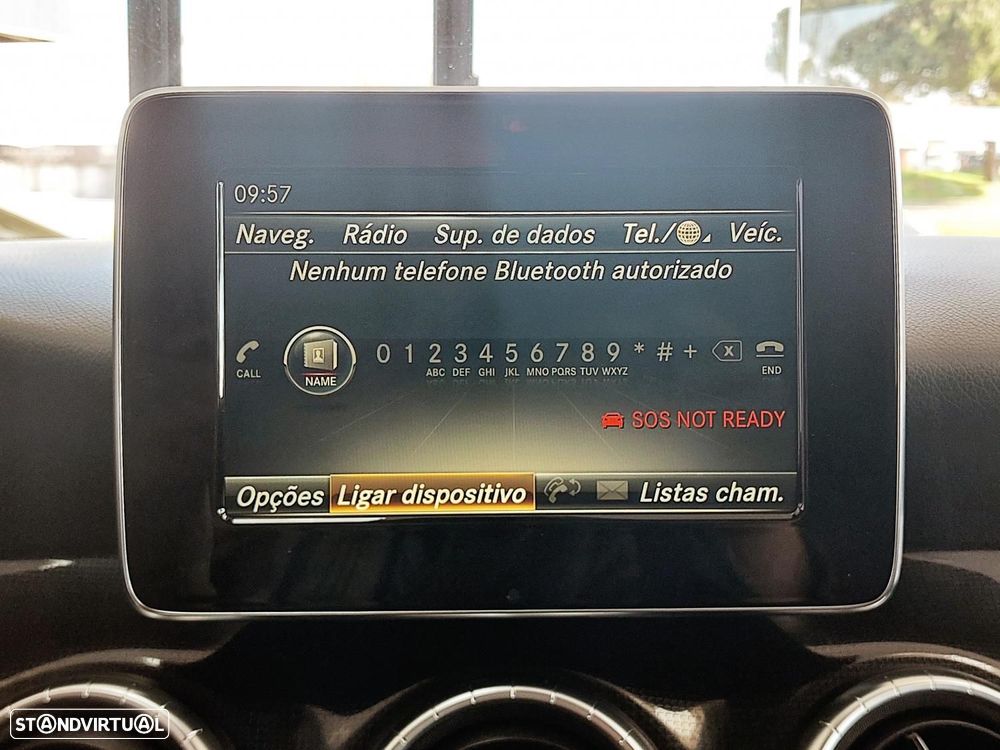 09:57
Naveg. Rádio Sup. de dados Tel./ Veíc.
Nenhum telefone Bluetooth autorizado
0 1 2 3 4 5 6 7 8 9 * # +
ABC DEF GHI JKL MNO PQRS TUV WXYZ
CALL NAME END
SOS NOT READY
Opções Ligar dispositivo Listas cham.
STANDVIRTUAL